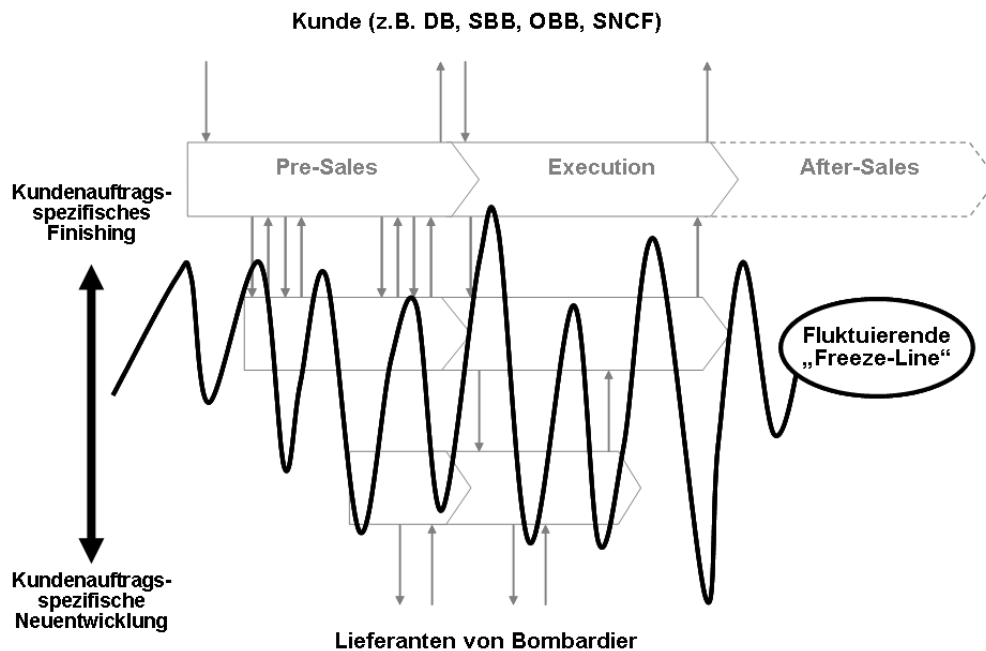 Kunde (z.B. DB, SBB, OBB, SNCF)
Pre-Sales
Execution
After-Sales
Kundenauftrags-
spezifisches
Finishing
Fluktuierende
„Freeze-Line“
Kundenauftrags-
spezifische
Neuentwicklung
Lieferanten von Bombardier